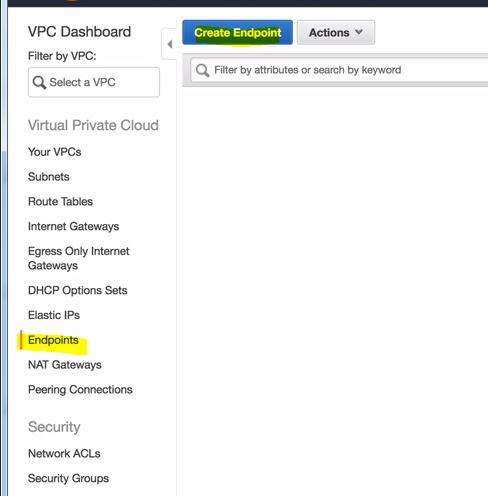 VPC Dashboard
Filter by VPC:
Select a VPC
Virtual Private Cloud
Your VPCs
Subnets
Route Tables
Internet Gateways
Egress Only Internet
Gateways
DHCP Options Sets
Elastic IPs
Endpoints
NAT Gateways
Peering Connections
Security
Network ACLs
Security Groups
Create Endpoint
Actions
Filter by attributes or search by keyword